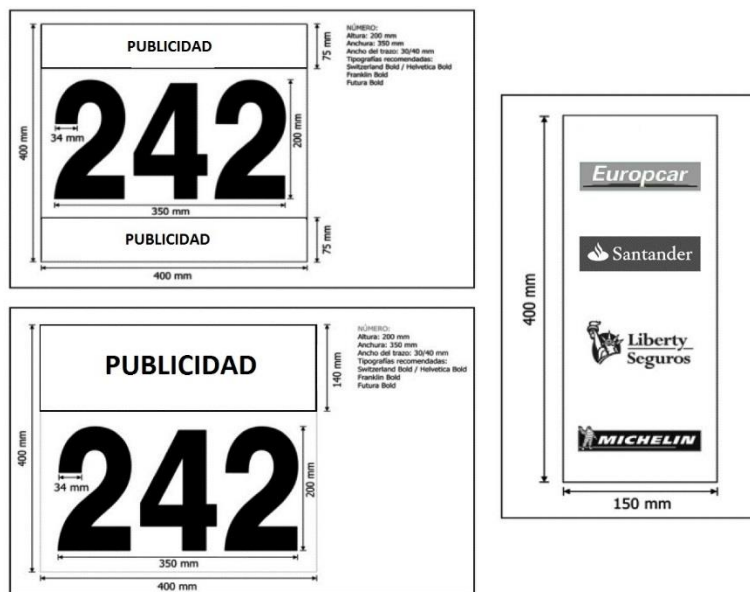 PUBLICIDAD
75 mm
NÚMERO:
Altura: 200 mm
Anchura: 350 mm
Ancho del trazo: 30/40 mm
Tipografías recomendadas:
Switzerland Bold / Helvetica Bold
Franklin Bold
Futura Bold
400 mm
242
34 mm
200 mm
350 mm
PUBLICIDAD
75 mm
400 mm
PUBLICIDAD
140 mm
NÚMERO:
Altura: 200 mm
Anchura: 350 mm
Ancho del trazo: 30/40 mm
Tipografías recomendadas:
Switzerland Bold / Helvetica Bold
Franklin Bold
Futura Bold
400 mm
242
34 mm
200 mm
350 mm
400 mm
400 mm
Europcar
Santander
Liberty
Seguros
MICHELIN
150 mm